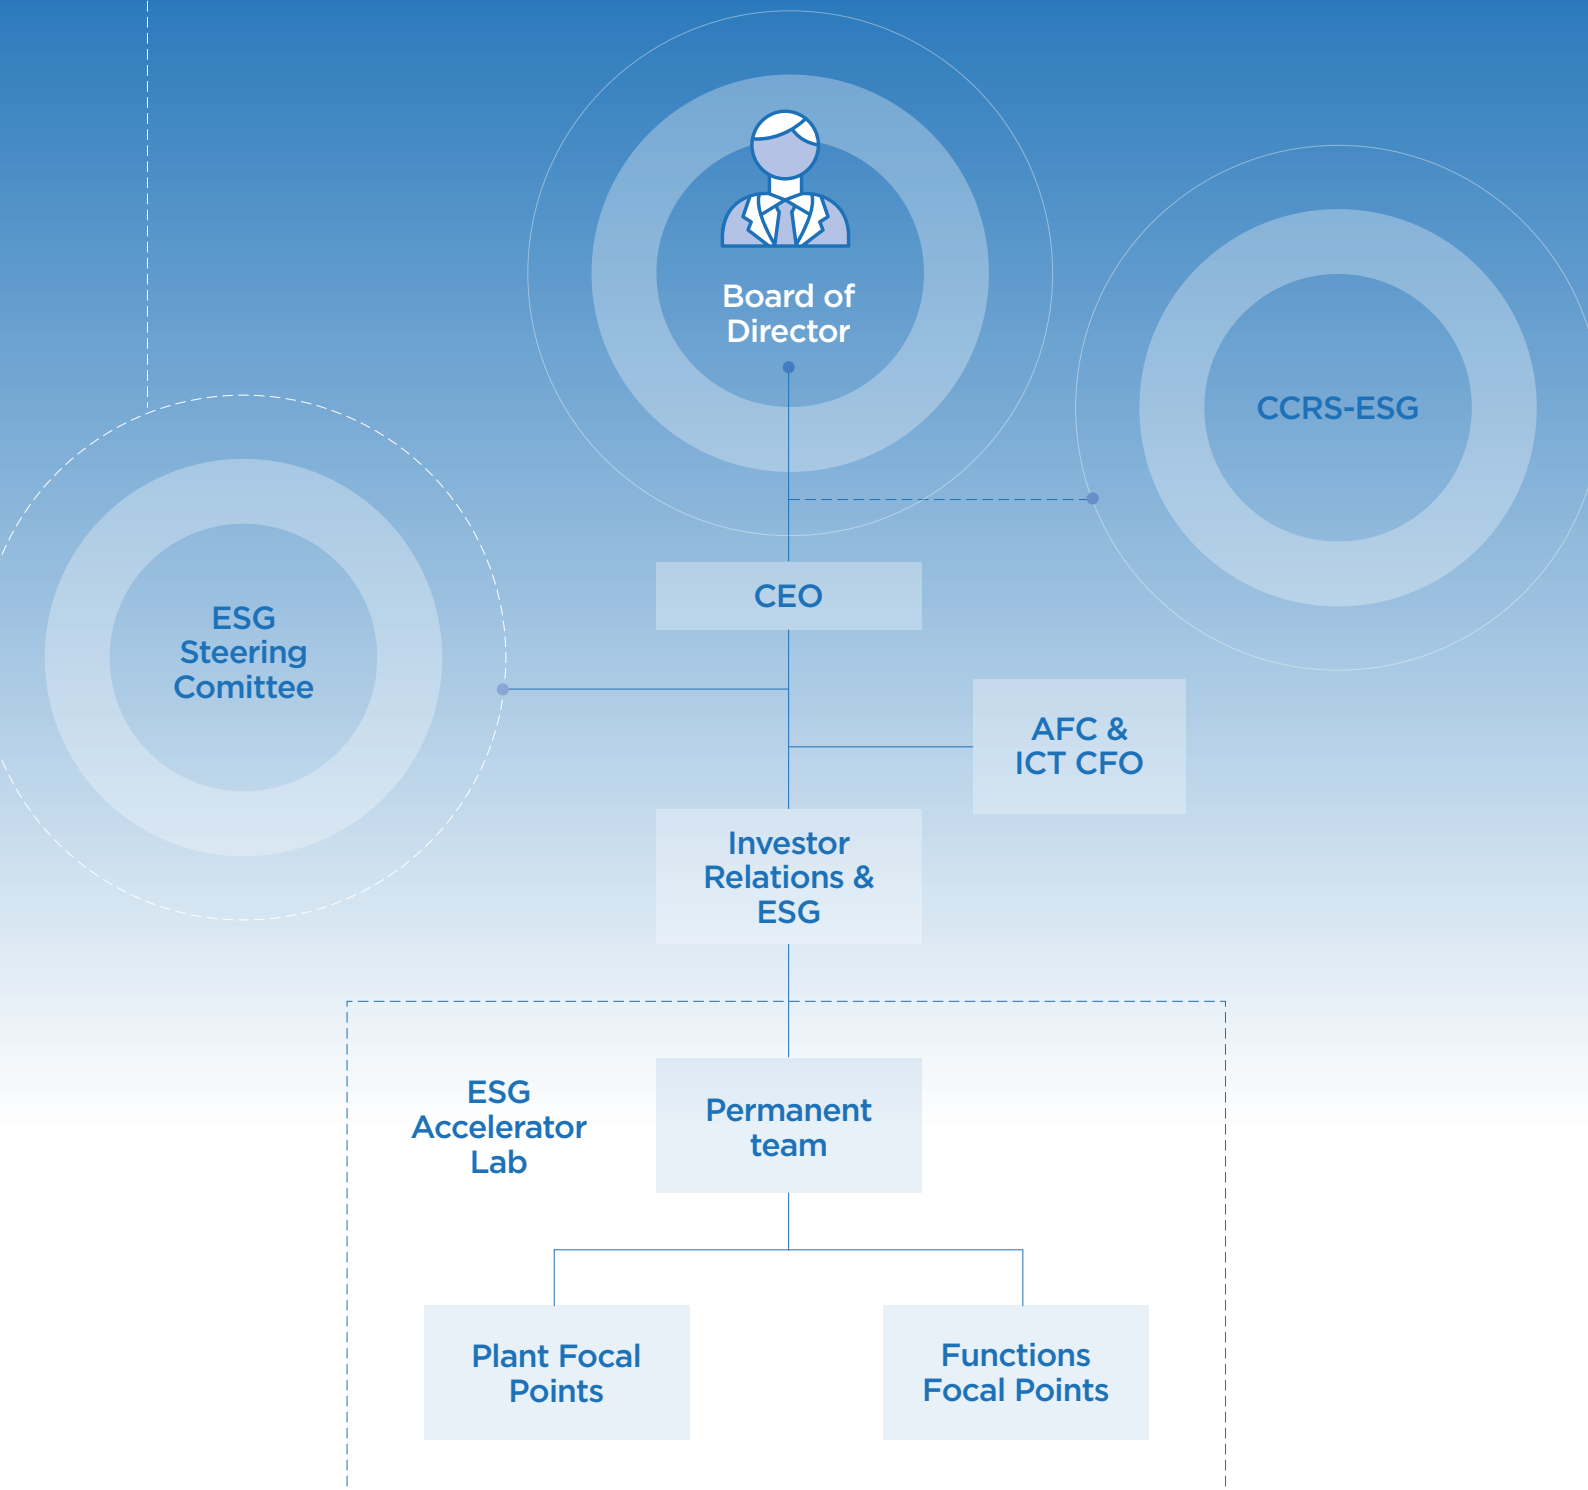 Board of
Director
CCRS-ESG
CEO
ESG
Steering
Comittee
AFC &
ICT CFO
Investor
Relations &
ESG
ESG
Accelerator
Lab
Permanent
team
Plant Focal
Points
Functions
Focal Points